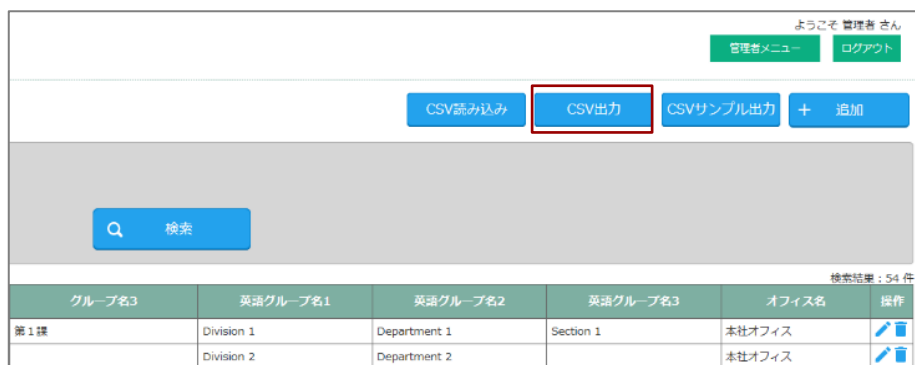 ようこそ 管理者 さん
管理者メニュー ログアウト
CSV読み込み CSV出力 CSVサンプル出力 + 追加
検索
検索結果:54 件
グループ名3 英語グループ名1 英語グループ名2 英語グループ名3 オフィス名 操作
第1課 Division 1 Department 1 Section 1 本社オフィス
Division 2 Department 2 本社オフィス